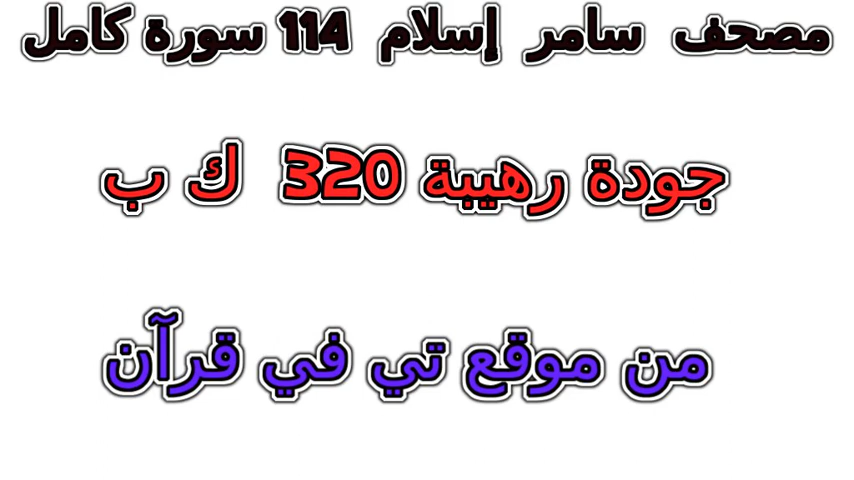 مصحف سامر إسلام 114 سورة كامل
جودة رهيبة 320 ك ب
من موقع تي في قرآن